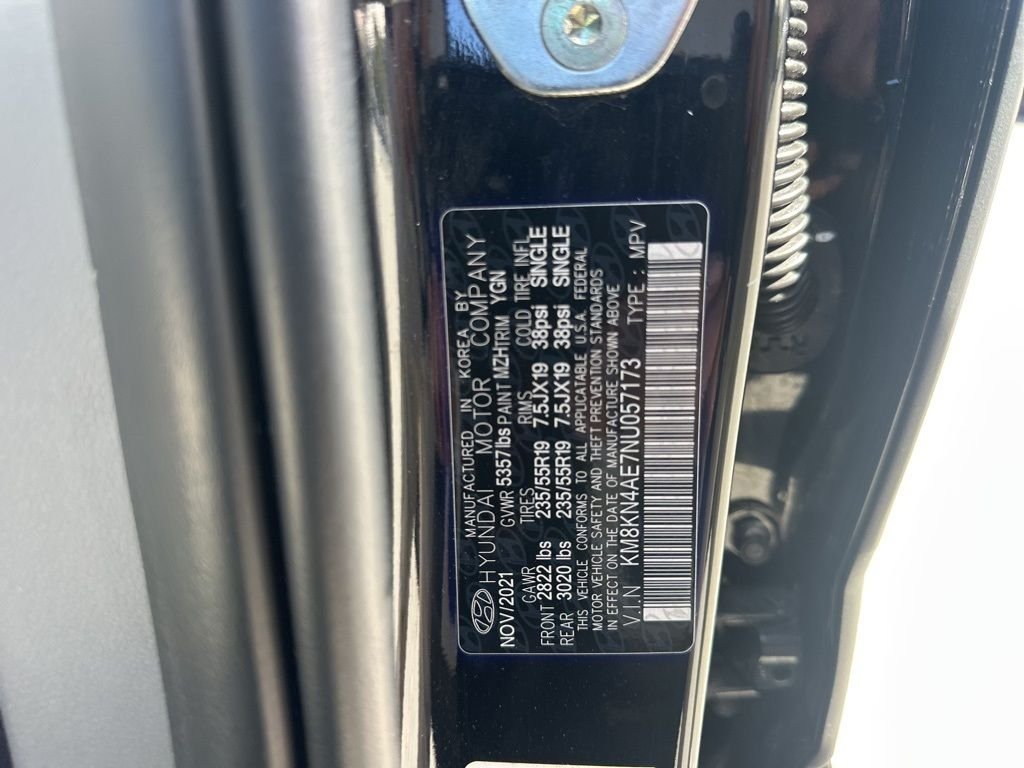 MANUFACTURED IN KOREA BY
HYUNDAI MOTOR COMPANY
NOV/2021 GVWR 5357lbs PAINT MZHTRIM YGN
GAWR TIRES RIMS COLD TIRE INFL
FRONT 2822 lbs 235/55R19 7.5JX19 38psi SINGLE
REAR 3020 lbs 235/55R19 7.5JX19 38psi SINGLE
THIS VEHICLE CONFORMS TO ALL APPLICATABLE U.S.A. FEDERAL
MOTOR VEHICLE SAFETY AND THEFT PREVENTION STANDARDS
IN EFFECT ON THE DATE OF MANUFACTURE SHOWN ABOVE
V.I.N KM8KN4AE7NU057173 TYPE : MPV